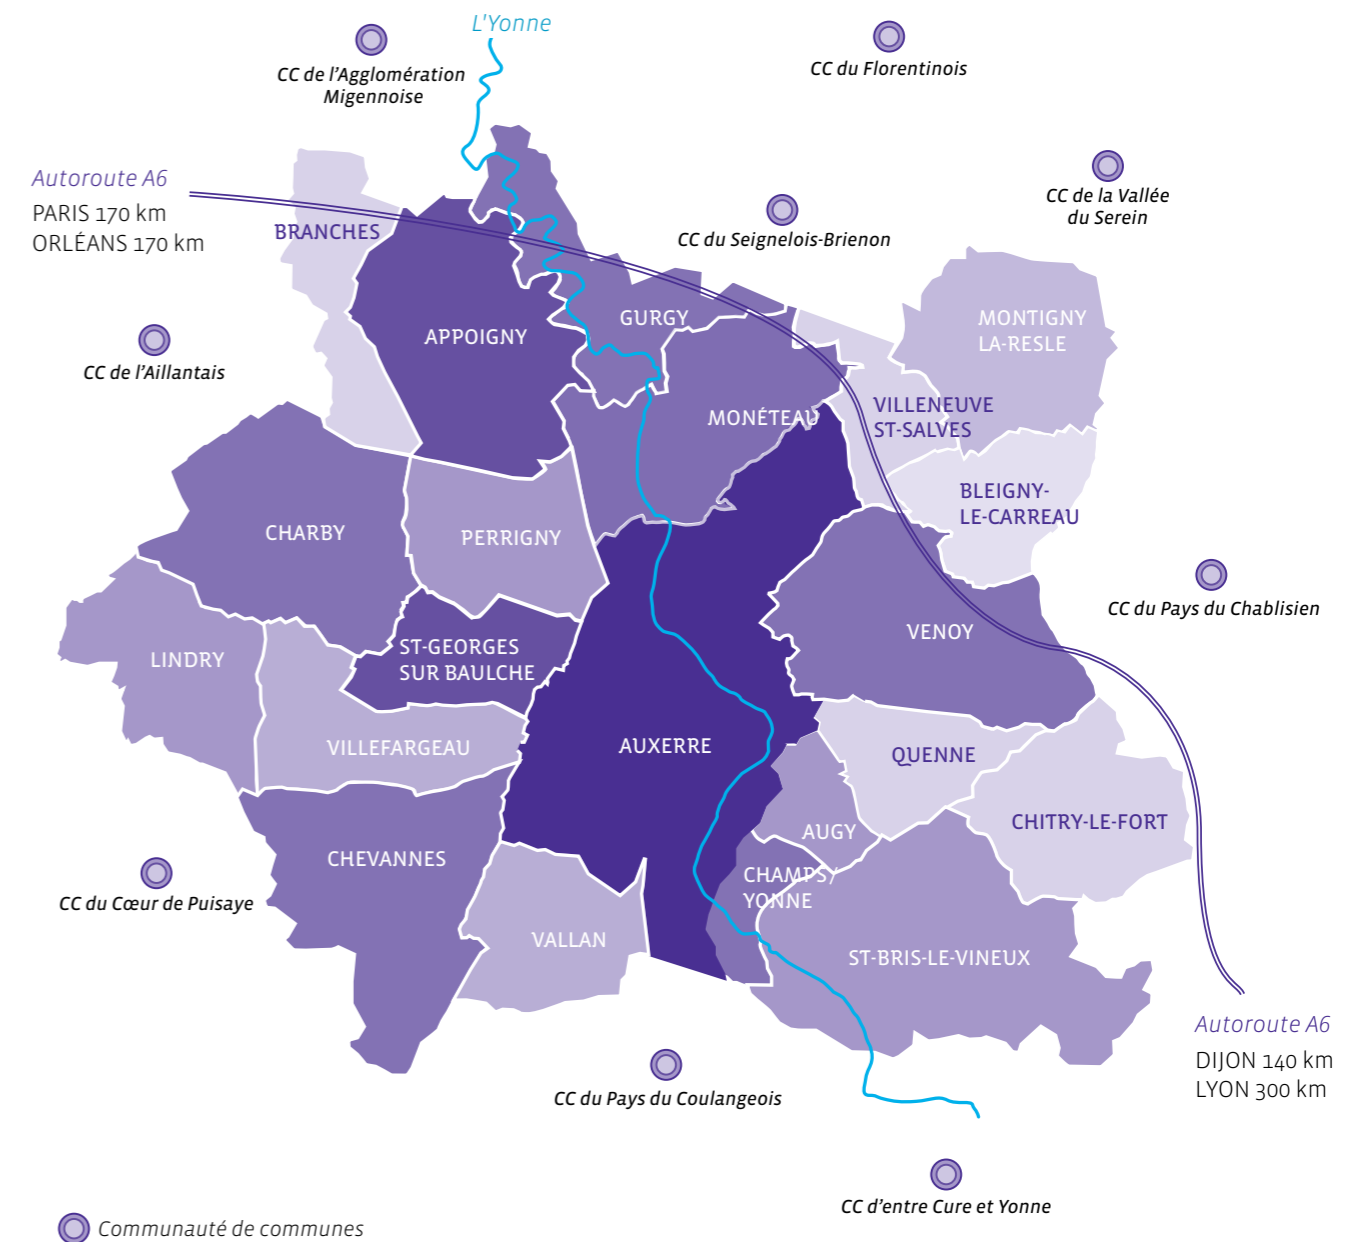 L'Yonne
CC de l'Agglomération
Migennoise
CC du Florentinois
Autoroute A6
PARIS 170 km
ORLÉANS 170 km
CC de la Vallée
du Serein
BRANCHES
CC du Seignelois-Brienon
GURGY
MONTIGNY
LA-RESLE
APPOIGNY
CC de l'Aillantais
MONÉTEAU
VILLENEUVE
ST-SALVES
BLEIGNY-
LE-CARREAU
CHARBY
PERRIGNY
CC du Pays du Chablisien
VENOY
LINDRY
ST-GEORGES
SUR BAULCHE
VILLEFARGEAU
AUXERRE
QUENNE
AUGY
CHITRY-LE-FORT
CHEVANNES
CHAMPS/
YONNE
CC du Cœur de Puisaye
VALLAN
ST-BRIS-LE-VINEUX
Autoroute A6
DIJON 140 km
LYON 300 km
CC du Pays du Coulangeois
CC d'entre Cure et Yonne
Communauté de communes